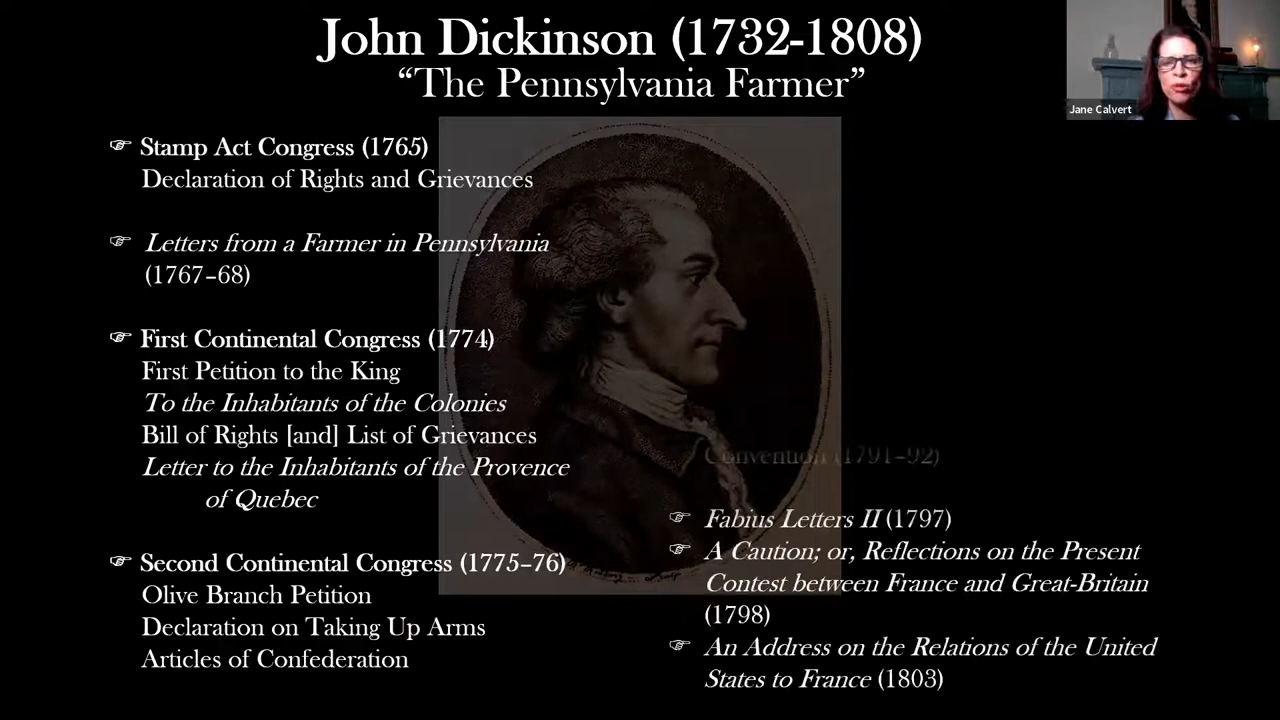 John Dickinson (1732-1808)
“The Pennsylvania Farmer”
Jane Calvert
☞ Stamp Act Congress (1765)
Declaration of Rights and Grievances
☞ Letters from a Farmer in Pennsylvania
(1767–68)
☞ First Continental Congress (1774)
First Petition to the King
To the Inhabitants of the Colonies
Bill of Rights [and] List of Grievances
Letter to the Inhabitants of the Provence
of Quebec
☞ Second Continental Congress (1775–76)
Olive Branch Petition
Declaration on Taking Up Arms
Articles of Confederation
Convention (1791–92)
☞ Fabius Letters II (1797)
☞ A Caution; or, Reflections on the Present
Contest between France and Great-Britain
(1798)
☞ An Address on the Relations of the United
States to France (1803)